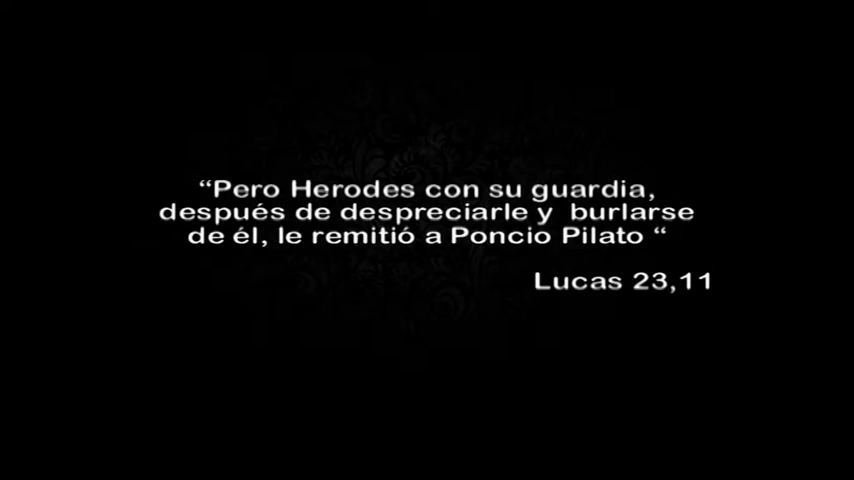 “Pero Herodes con su guardia,
después de despreciarle y burlarse
de él, le remitió a Poncio Pilato “
Lucas 23,11